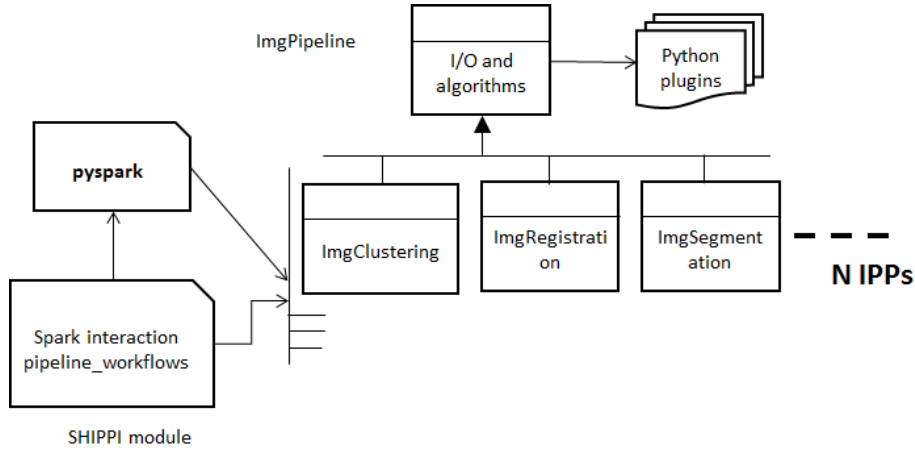 ImgPipeline
I/O and
algorithms
Python
plugins
pyspark
ImgClustering
ImgRegistrati
on
ImgSegment
ation
N IPPs
Spark interaction
pipeline_workflows
SHIPPI module